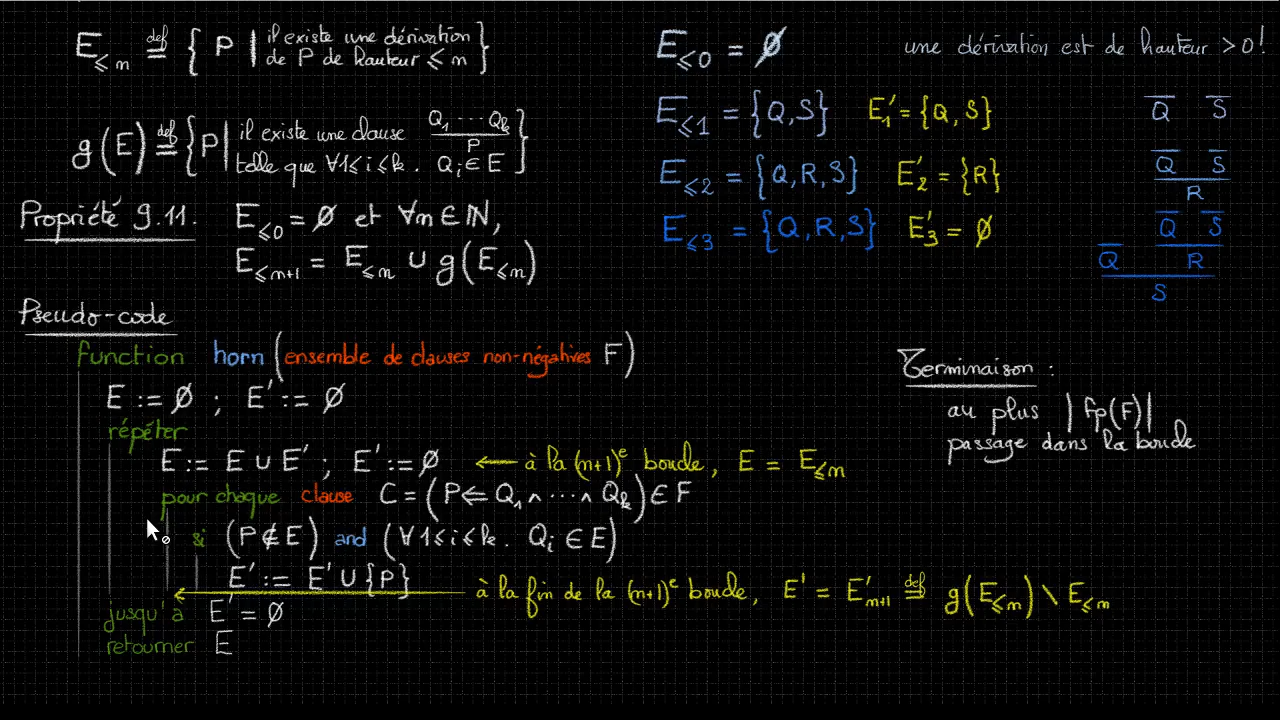 E≤n ≝ { P | il existe une dérivation de P de hauteur ≤ n }
g(E) ≝ { P | il existe une clause Q₁ ⋯ Qₖ / P telle que ∀1≤i≤k. Qᵢ ∈ E }
Propriété 9.11. E≤0 = ∅ et ∀n ∈ ℕ,
E≤n+1 = E≤n ∪ g(E≤n)
E≤0 = ∅ une dérivation est de hauteur > 0!
E≤1 = {Q, S} E'₁ = {Q, S} Q S
E≤2 = {Q, R, S} E'₂ = {R} Q S
R
E≤3 = {Q, R, S} E'₃ = ∅ Q S
Q R
S
Pseudo-code
function horn (ensemble de clauses non-négatives F)
E := ∅ ; E' := ∅
répéter
E := E ∪ E' ; E' := ∅ ← à la (n+1)ᵉ boucle, E = E≤n
pour chaque clause C = (P ⇐ Q₁ ∧ ⋯ ∧ Qₖ) ∈ F
si (P ∉ E) and (∀1≤i≤k. Qᵢ ∈ E)
E' := E' ∪ {P}
← à la fin de la (n+1)ᵉ boucle, E' = E'n+1 ≝ g(E≤n) \ E≤n
jusqu'à E' = ∅
retourner E
Terminaison :
au plus |fp(F)|
passage dans la boucle